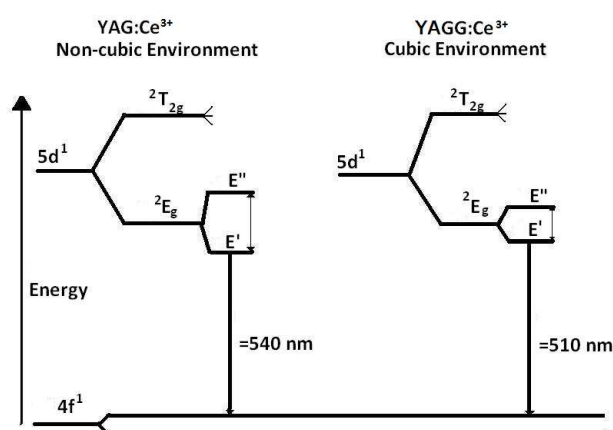 YAG:Ce³⁺
Non-cubic Environment
YAGG:Ce³⁺
Cubic Environment
²T₂g
²T₂g
5d¹
5d¹
E"
²Eg
E'
E"
²Eg
E'
Energy
=540 nm
=510 nm
4f¹